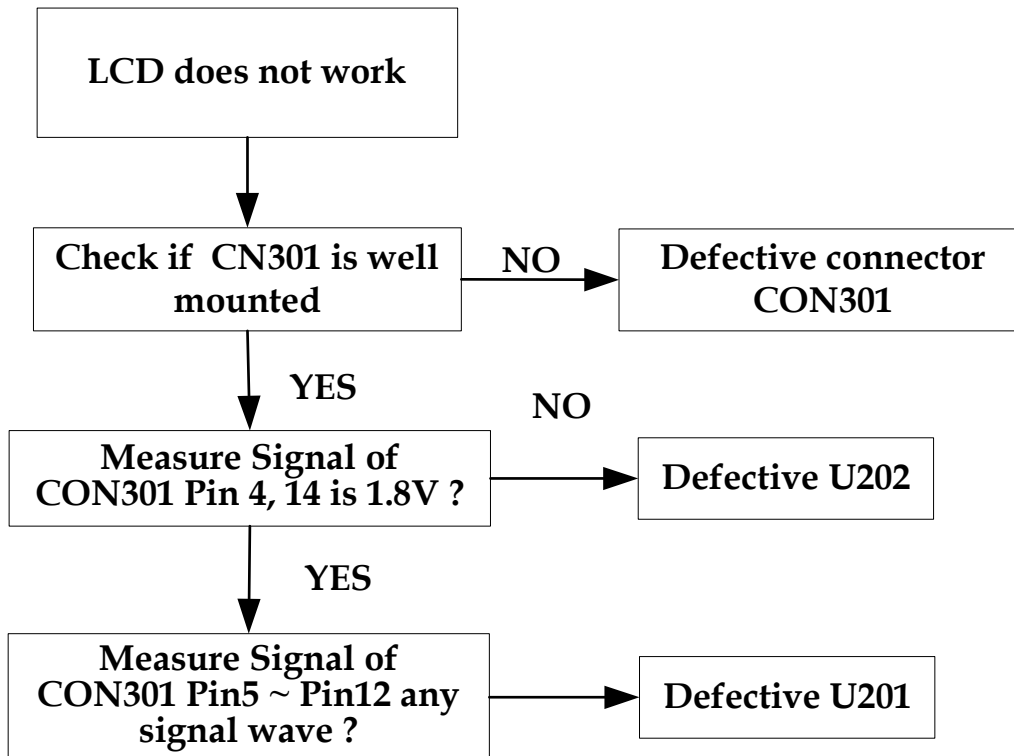 LCD does not work
Check if CN301 is well
mounted
NO
Defective connector
CON301
YES
NO
Measure Signal of
CON301 Pin 4, 14 is 1.8V ?
Defective U202
YES
Measure Signal of
CON301 Pin5 ~ Pin12 any
signal wave ?
Defective U201